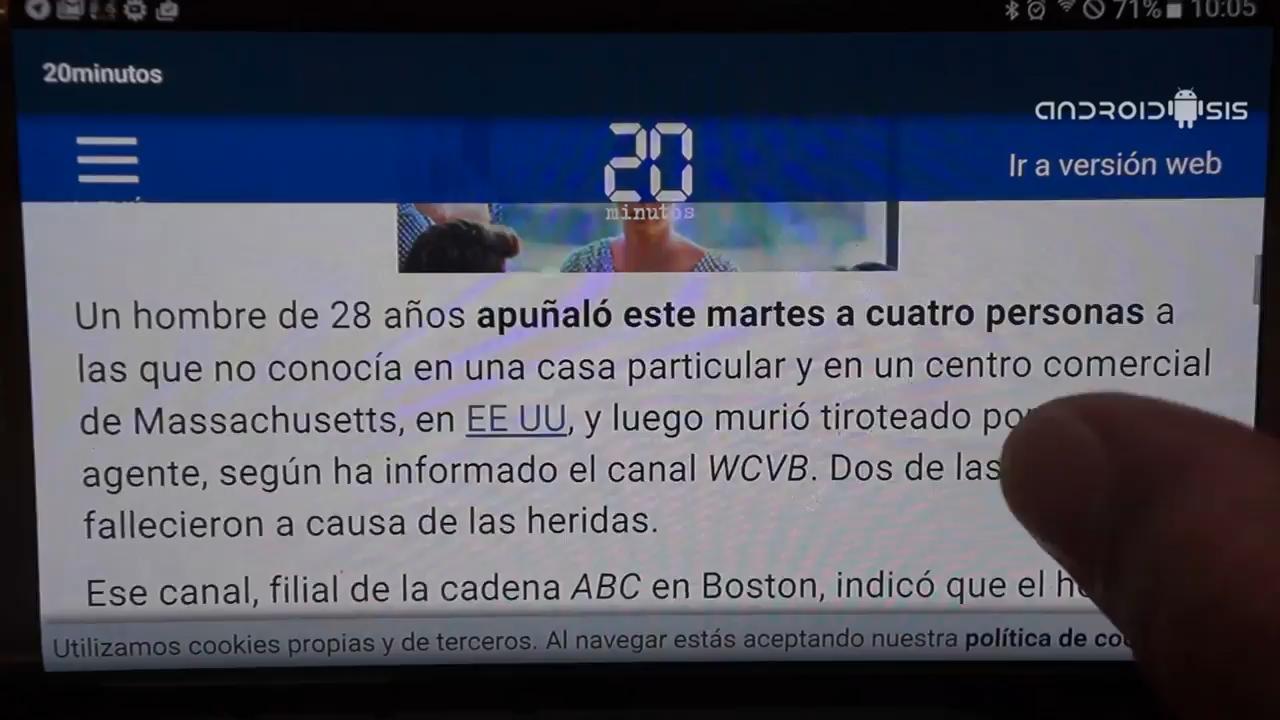 71% 10:05
20minutos
ANDROIDSIS
20
minutos
Ir a versión web
Un hombre de 28 años apuñaló este martes a cuatro personas a
las que no conocía en una casa particular y en un centro comercial
de Massachusetts, en EE UU, y luego murió tiroteado
agente, según ha informado el canal WCVB. Dos de las
fallecieron a causa de las heridas.
Ese canal, filial de la cadena ABC en Boston, indicó que el
Utilizamos cookies propias y de terceros. Al navegar estás aceptando nuestra política de